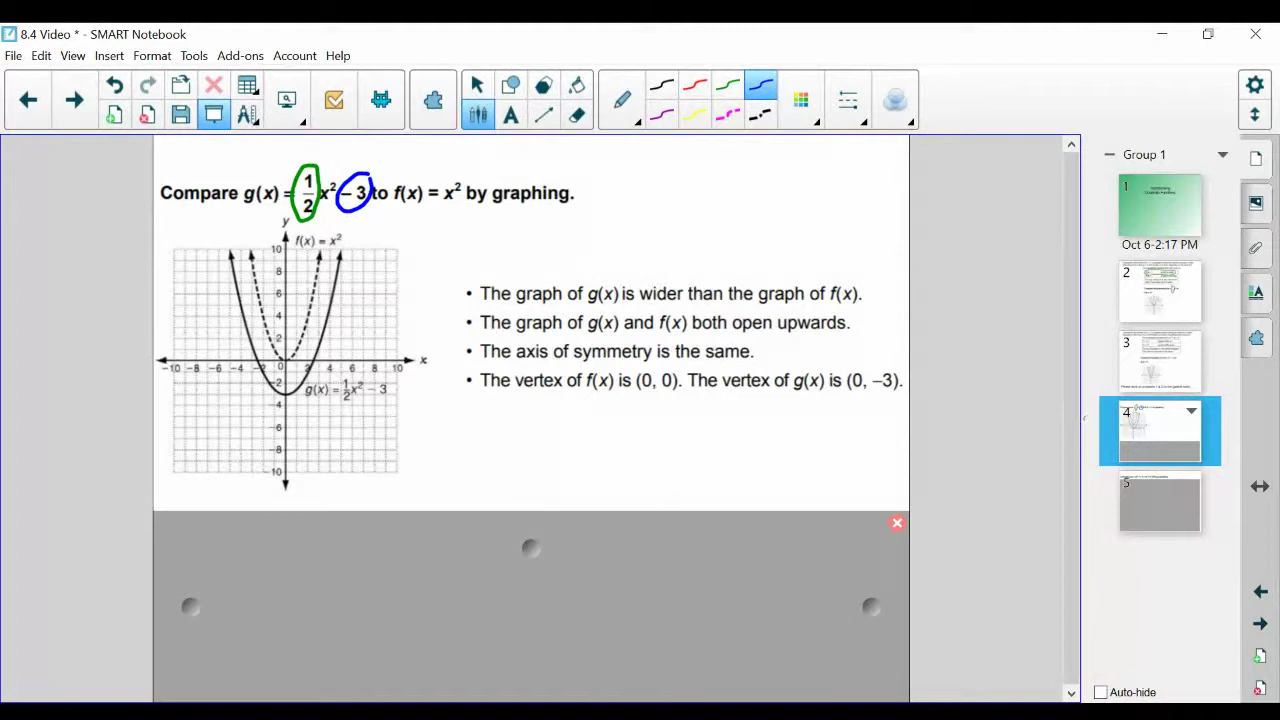 8.4 Video * - SMART Notebook
File Edit View Insert Format Tools Add-ons Account Help
A
Group 1
1
Oct 6-2:17 PM
2
3
4
5
Compare g(x) = 1/2 x² – 3 to f(x) = x² by graphing.
y
f(x) = x²
10
8
6
4
2
−10 −8 −6 −4 −2 0 2 4 6 8 10 x
−2
−4
−6
−8
−10
g(x) = 1/2 x² − 3
• The graph of g(x) is wider than the graph of f(x).
• The graph of g(x) and f(x) both open upwards.
• The axis of symmetry is the same.
• The vertex of f(x) is (0, 0). The vertex of g(x) is (0, −3).
Auto-hide